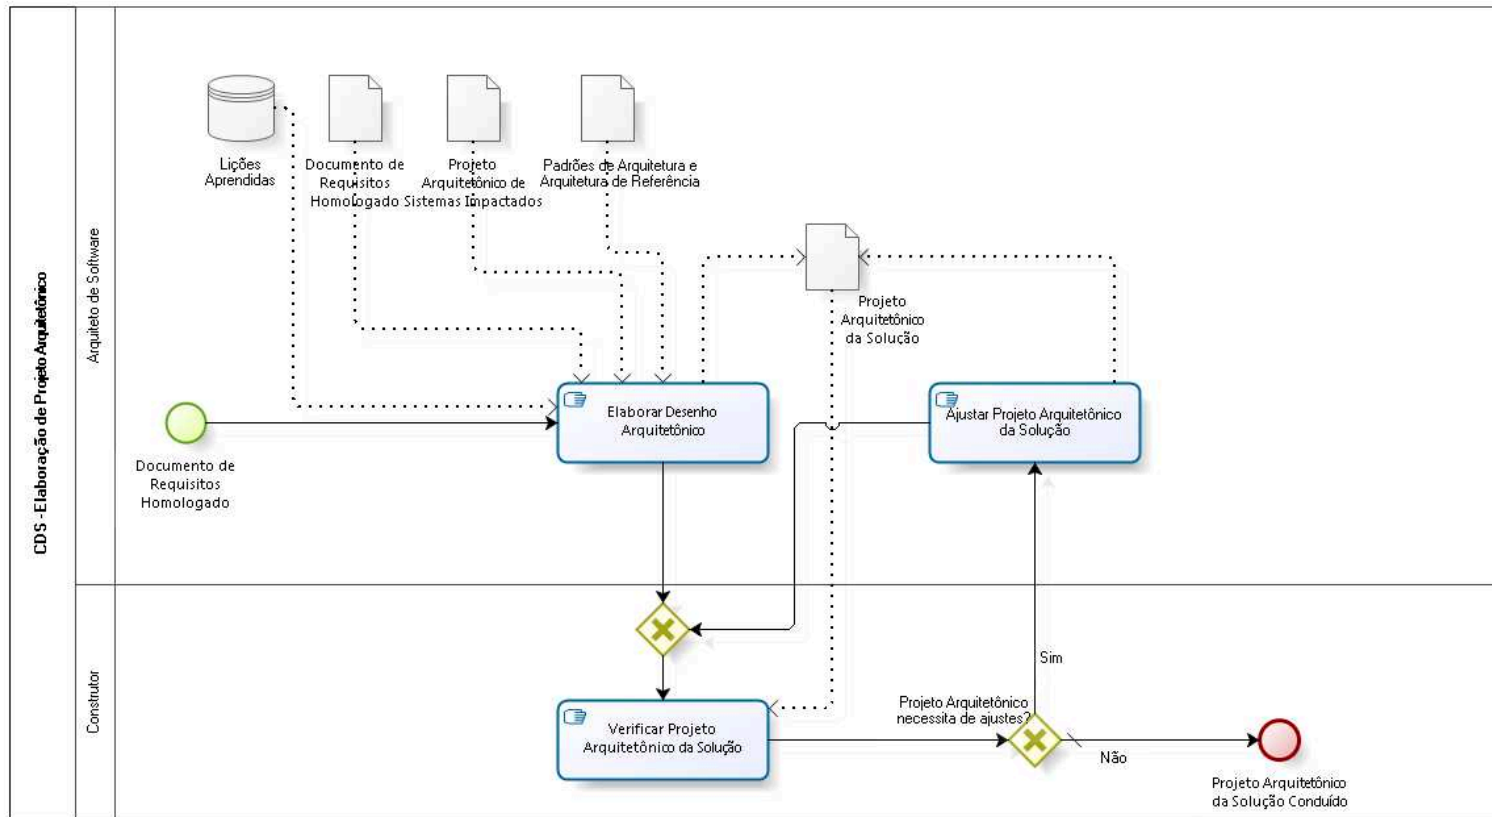 CDS - Elaboração de Projeto Arquitetônico
Arquiteto de Software
Lições
Aprendidas
Documento de
Requisitos
Homologado
Projeto
Arquitetônico de
Sistemas Impactados
Padrões de Arquitetura e
Arquitetura de Referência
Projeto
Arquitetônico
da Solução
Documento de
Requisitos
Homologado
Elaborar Desenho
Arquitetônico
Ajustar Projeto Arquitetônico
da Solução
Construtor
Verificar Projeto
Arquitetônico da Solução
Projeto Arquitetônico
necessita de ajustes?
Sim
Não
Projeto Arquitetônico
da Solução Conduído